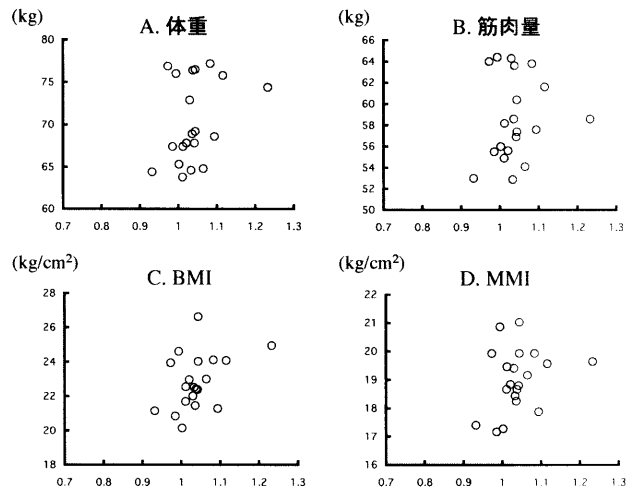 (kg)
A. 体重
80
75
70
65
60
0.7 0.8 0.9 1 1.1 1.2 1.3
(kg)
B. 筋肉量
66
64
62
60
58
56
54
52
50
0.7 0.8 0.9 1 1.1 1.2 1.3
(kg/cm²)
C. BMI
28
26
24
22
20
18
0.7 0.8 0.9 1 1.1 1.2 1.3
(kg/cm²)
D. MMI
22
21
20
19
18
17
16
0.7 0.8 0.9 1 1.1 1.2 1.3